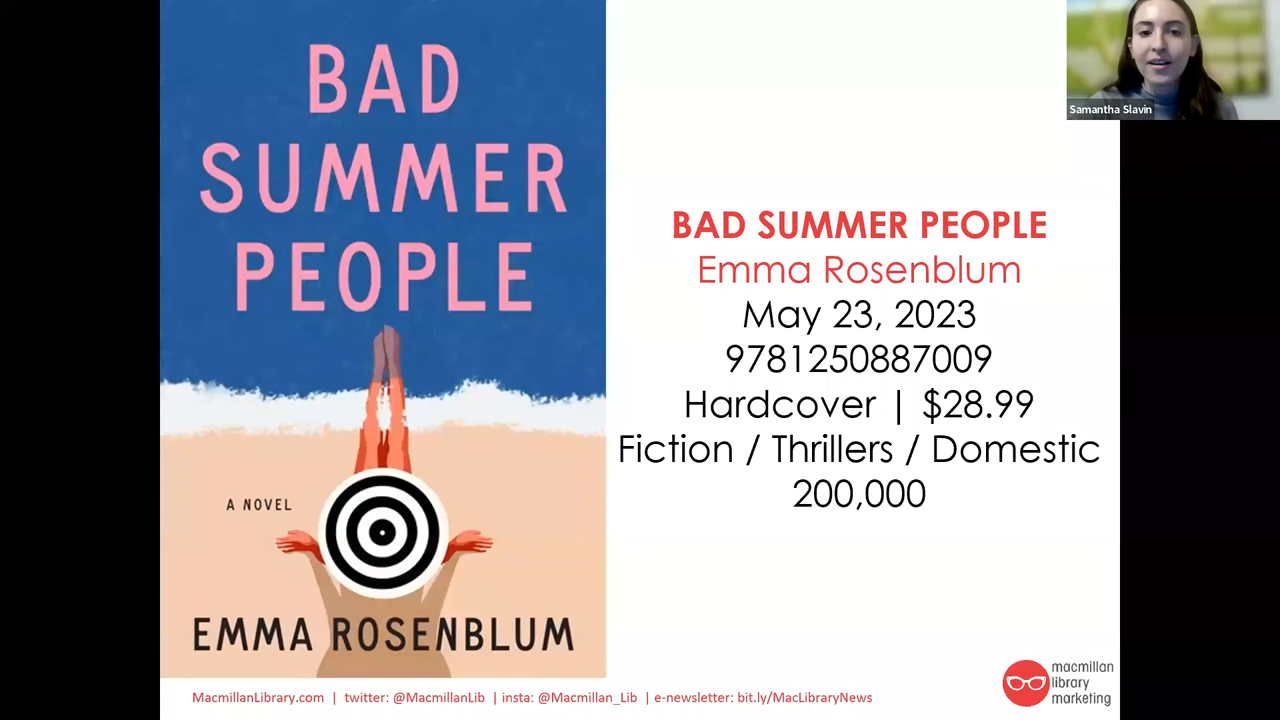 BAD
SUMMER
PEOPLE
A NOVEL
EMMA ROSENBLUM
BAD SUMMER PEOPLE
Emma Rosenblum
May 23, 2023
9781250887009
Hardcover | $28.99
Fiction / Thrillers / Domestic
200,000
Samantha Slavin
MacmillanLibrary.com | twitter: @MacmillanLib | insta: @Macmillan_Lib | e-newsletter: bit.ly/MacLibraryNews
macmillan
library
marketing